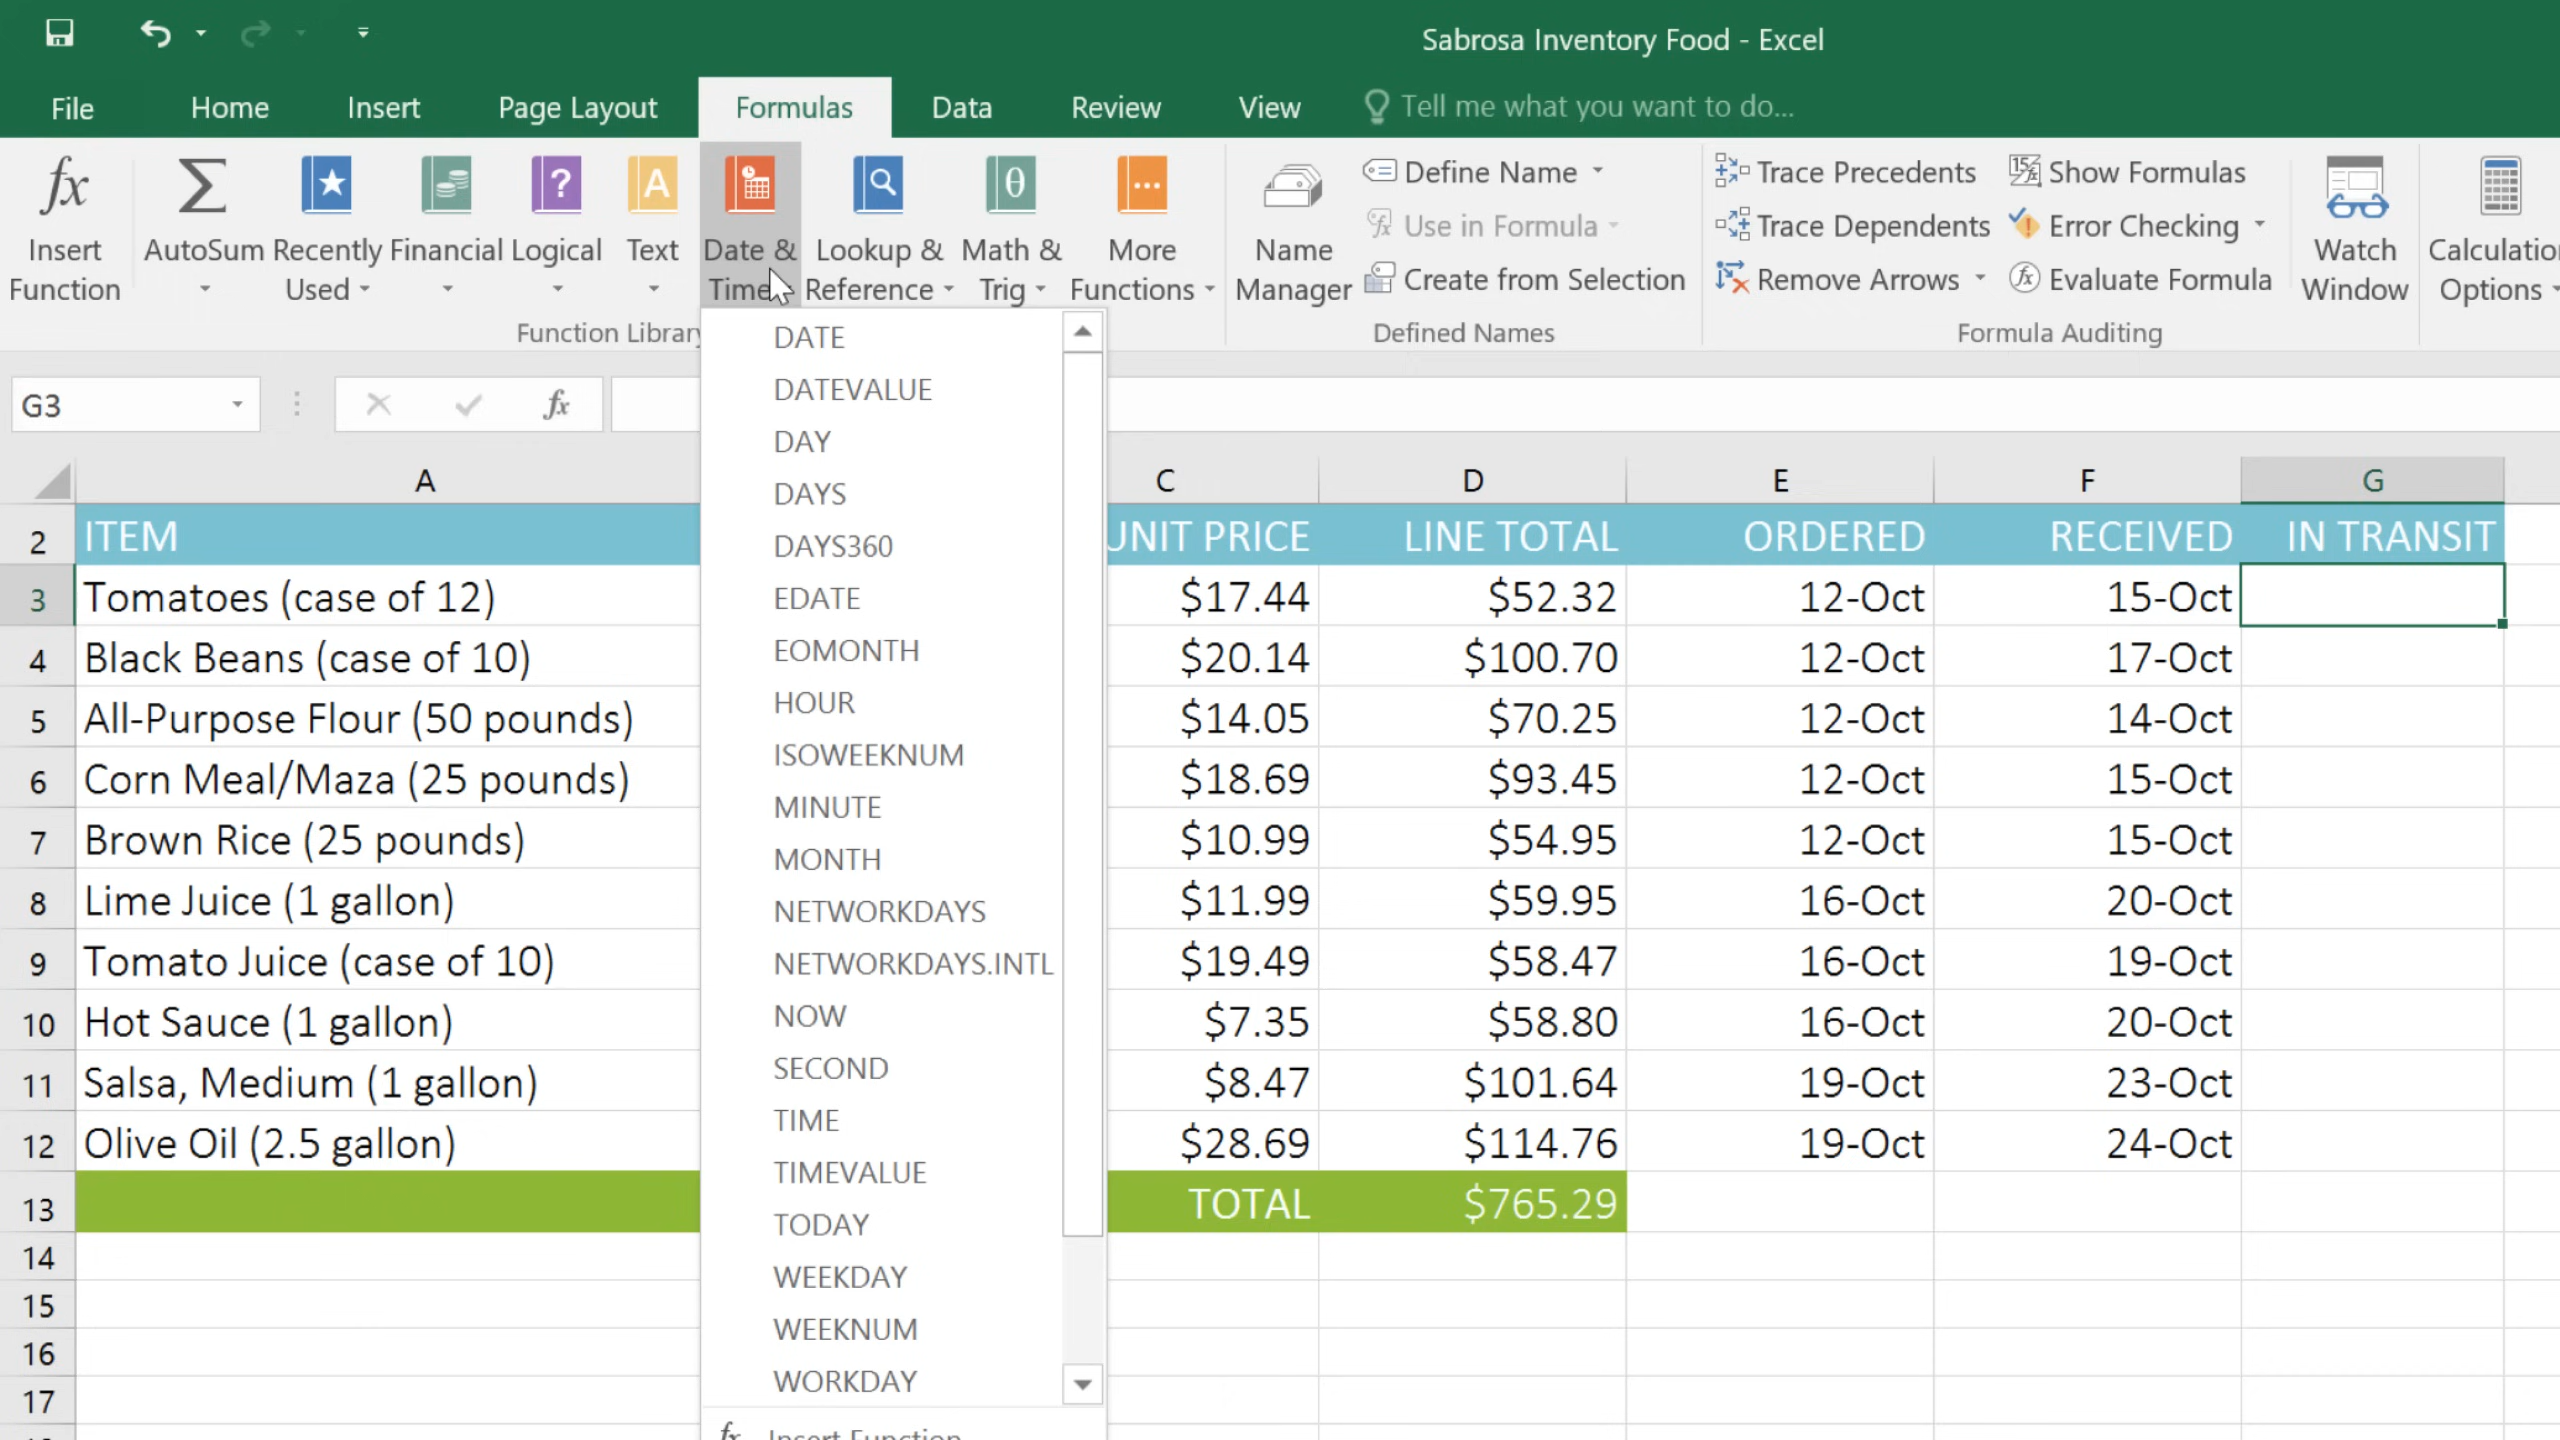 Sabrosa Inventory Food - Excel
File Home Insert Page Layout Formulas Data Review View Tell me what you want to do...
fx Σ ? A θ ... 15 fx
Insert Function
AutoSum
Recently Used
Financial
Logical
Text
Date & Time
Lookup & Reference
Math & Trig
More Functions
Name Manager
Define Name
Use in Formula
Create from Selection
Trace Precedents
Trace Dependents
Remove Arrows
Show Formulas
Error Checking
Evaluate Formula
Watch Window
Options
Function Library
Defined Names
Formula Auditing
G3 fx
DATE
DATEVALUE
DAY
DAYS
DAYS360
EDATE
EOMONTH
HOUR
ISOWEEKNUM
MINUTE
MONTH
NETWORKDAYS
NETWORKDAYS.INTL
NOW
SECOND
TIME
TIMEVALUE
TODAY
WEEKDAY
WEEKNUM
WORKDAY
fx Insert Function
A C D E F G
2 ITEM UNIT PRICE LINE TOTAL ORDERED RECEIVED IN TRANSIT
3 Tomatoes (case of 12) $17.44 $52.32 12-Oct 15-Oct
4 Black Beans (case of 10) $20.14 $100.70 12-Oct 17-Oct
5 All-Purpose Flour (50 pounds) $14.05 $70.25 12-Oct 14-Oct
6 Corn Meal/Maza (25 pounds) $18.69 $93.45 12-Oct 15-Oct
7 Brown Rice (25 pounds) $10.99 $54.95 12-Oct 15-Oct
8 Lime Juice (1 gallon) $11.99 $59.95 16-Oct 20-Oct
9 Tomato Juice (case of 10) $19.49 $58.47 16-Oct 19-Oct
10 Hot Sauce (1 gallon) $7.35 $58.80 16-Oct 20-Oct
11 Salsa, Medium (1 gallon) $8.47 $101.64 19-Oct 23-Oct
12 Olive Oil (2.5 gallon) $28.69 $114.76 19-Oct 24-Oct
13 TOTAL $765.29
14
15
16
17